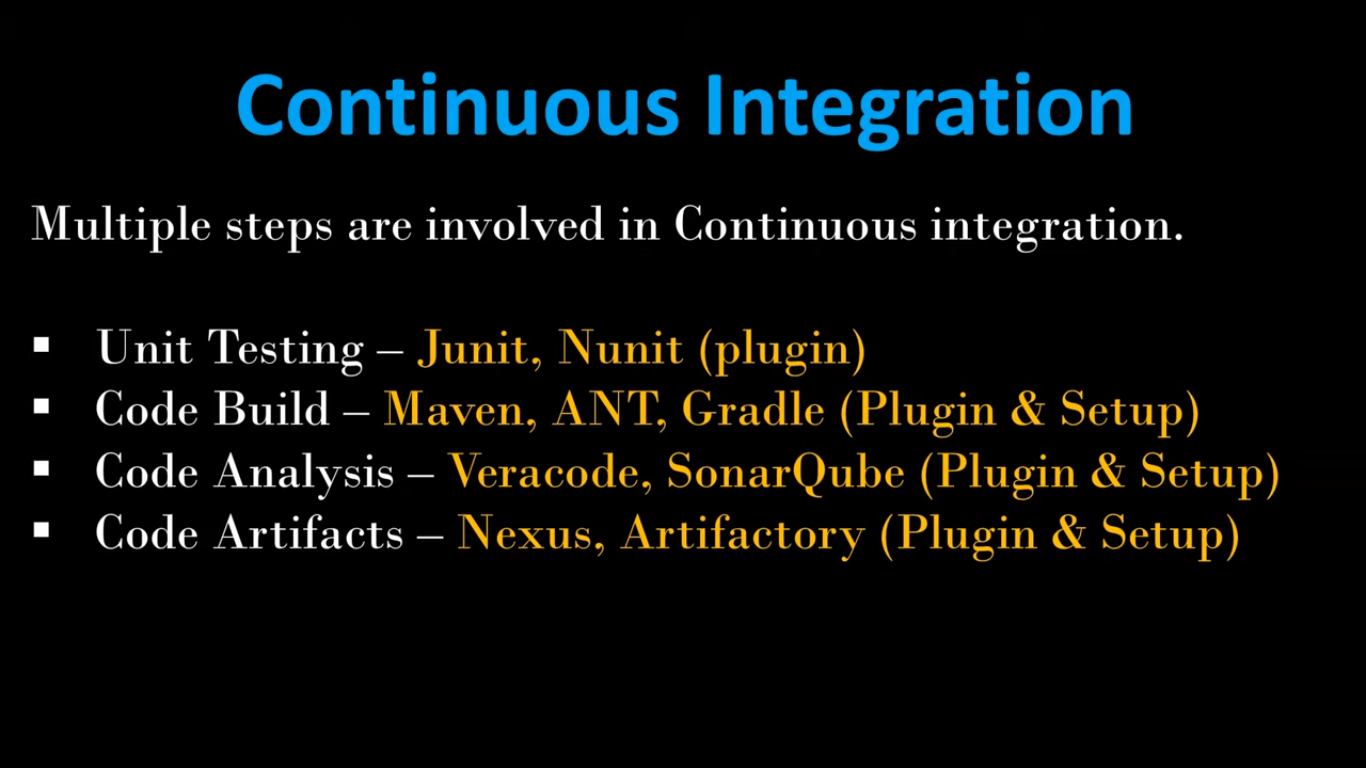 Continuous Integration
Multiple steps are involved in Continuous integration.
▪ Unit Testing – Junit, Nunit (plugin)
▪ Code Build – Maven, ANT, Gradle (Plugin & Setup)
▪ Code Analysis – Veracode, SonarQube (Plugin & Setup)
▪ Code Artifacts – Nexus, Artifactory (Plugin & Setup)